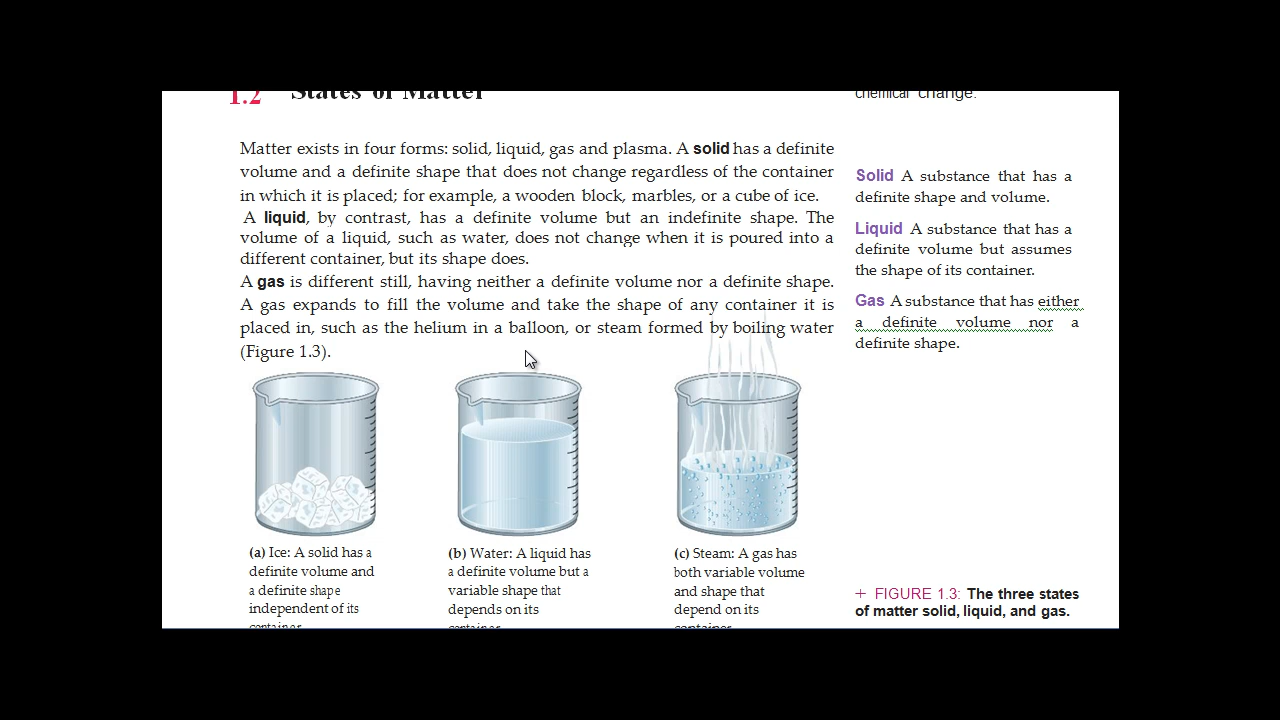 1.2 States of Matter
Matter exists in four forms: solid, liquid, gas and plasma. A solid has a definite
volume and a definite shape that does not change regardless of the container
in which it is placed; for example, a wooden block, marbles, or a cube of ice.
A liquid, by contrast, has a definite volume but an indefinite shape. The
volume of a liquid, such as water, does not change when it is poured into a
different container, but its shape does.
A gas is different still, having neither a definite volume nor a definite shape.
A gas expands to fill the volume and take the shape of any container it is
placed in, such as the helium in a balloon, or steam formed by boiling water
(Figure 1.3).
(a) Ice: A solid has a
definite volume and
a definite shape
independent of its
container
(b) Water: A liquid has
a definite volume but a
variable shape that
depends on its
container
(c) Steam: A gas has
both variable volume
and shape that
depend on its
container
chemical change.
Solid A substance that has a
definite shape and volume.
Liquid A substance that has a
definite volume but assumes
the shape of its container.
Gas A substance that has either
a definite volume nor a
definite shape.
+ FIGURE 1.3: The three states
of matter solid, liquid, and gas.